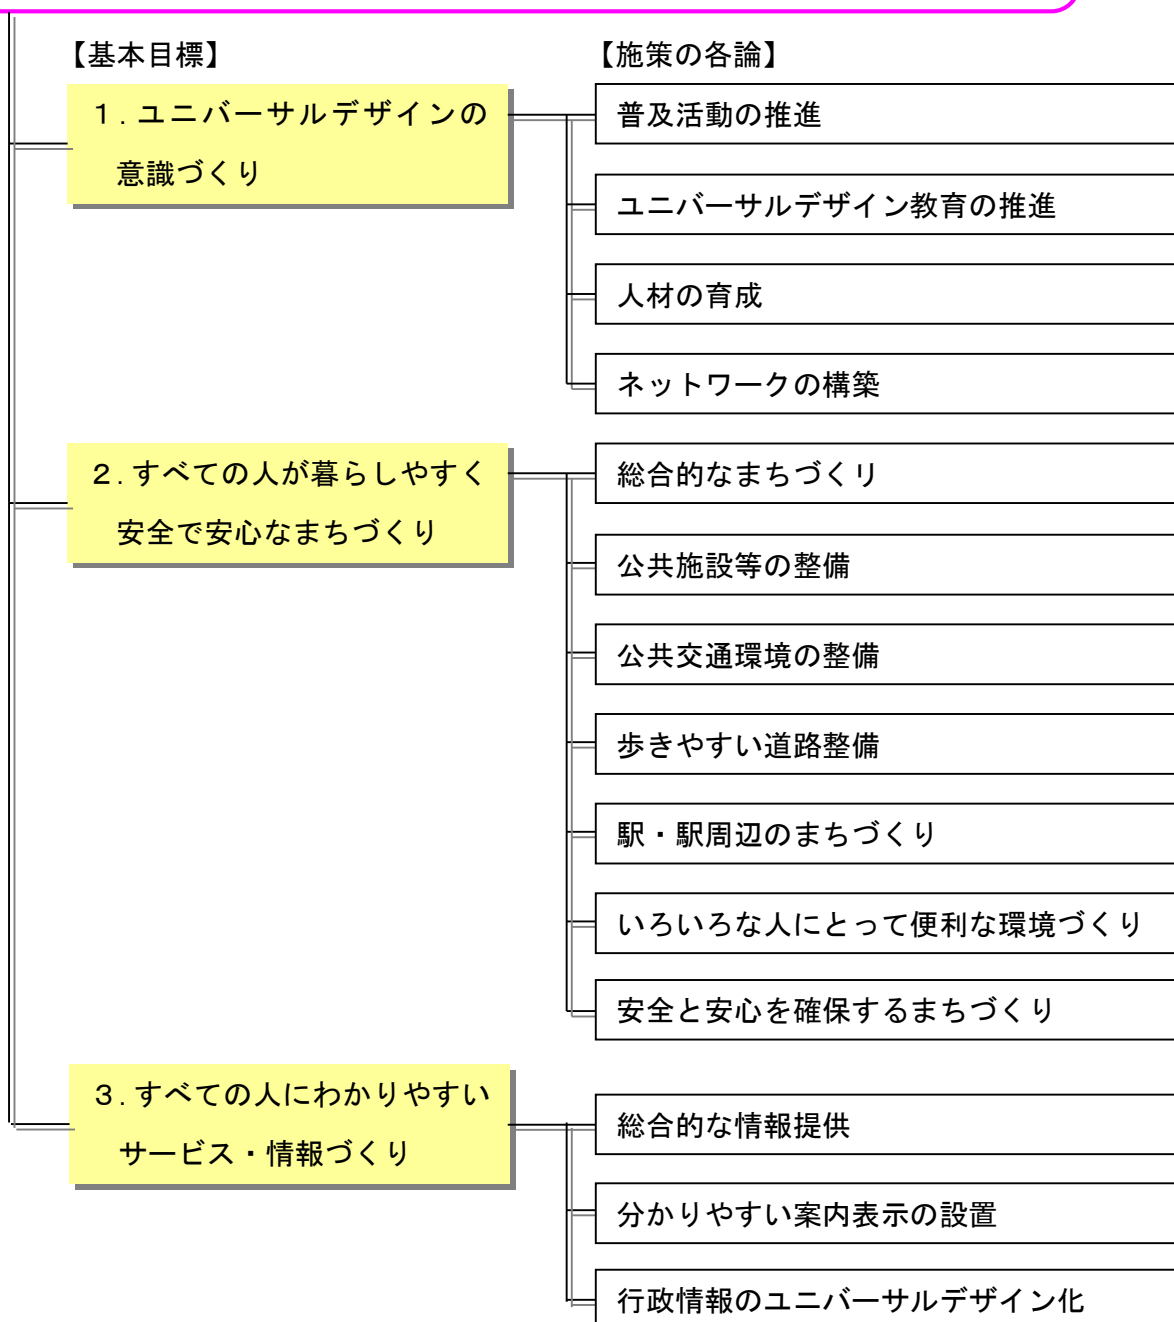 【基本目標】
【施策の各論】
１．ユニバーサルデザインの
意識づくり
普及活動の推進
ユニバーサルデザイン教育の推進
人材の育成
ネットワークの構築
２．すべての人が暮らしやすく
安全で安心なまちづくり
総合的なまちづくリ
公共施設等の整備
公共交通環境の整備
歩きやすい道路整備
駅・駅周辺のまちづくり
いろいろな人にとって便利な環境づくり
安全と安心を確保するまちづくり
３．すべての人にわかりやすい
サービス・情報づくり
総合的な情報提供
分かりやすい案内表示の設置
行政情報のユニバーサルデザイン化